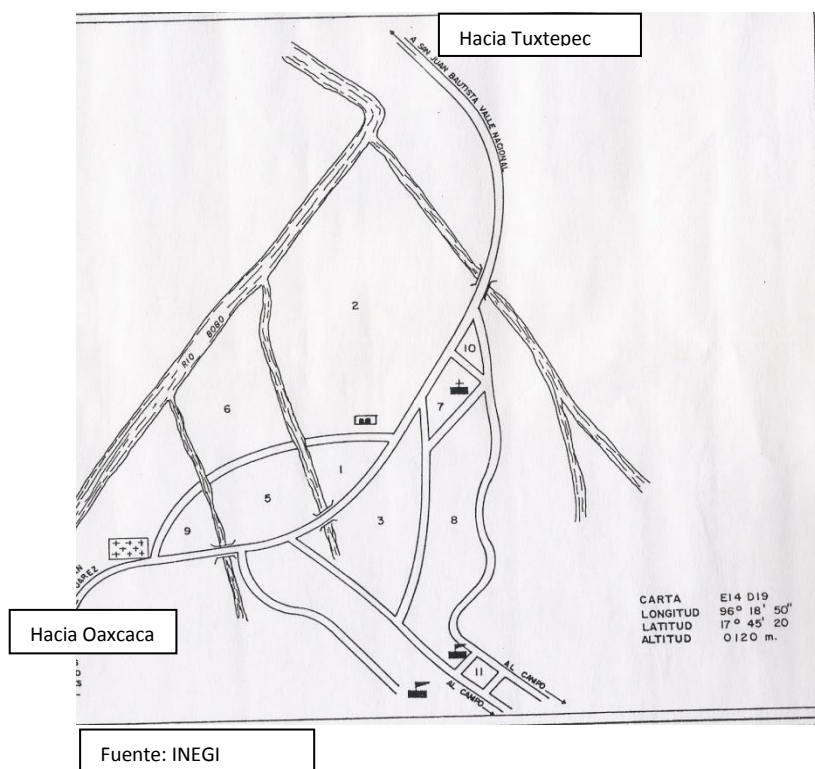 Hacia Tuxtepec
A SAN JUAN BAUTISTA VALLE NACIONAL
2
RIO BOBO
10
7
6
1
5
3
8
9
JUAREZ
CARTA E14 D19
LONGITUD 96° 18' 50"
LATITUD 17° 45' 20
ALTITUD 0120 m.
Hacia Oaxcaca
11
AL CAMPO
AL CAMPO
Fuente: INEGI